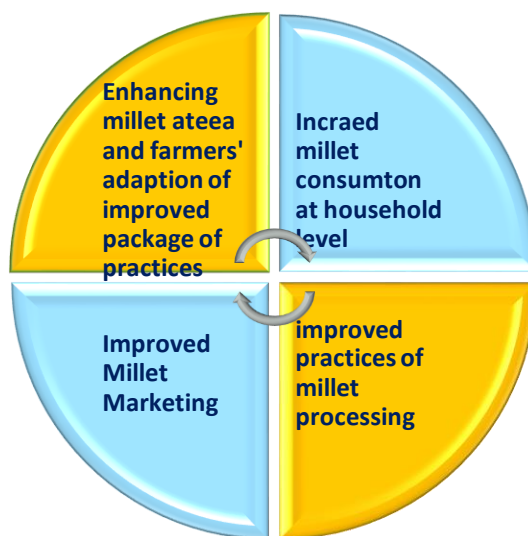 Enhancing
millet ateea
and farmers'
adaption of
improved
package of
practices
Incraed
millet
consumton
at household
level
Improved
Millet
Marketing
improved
practices of
millet
processing